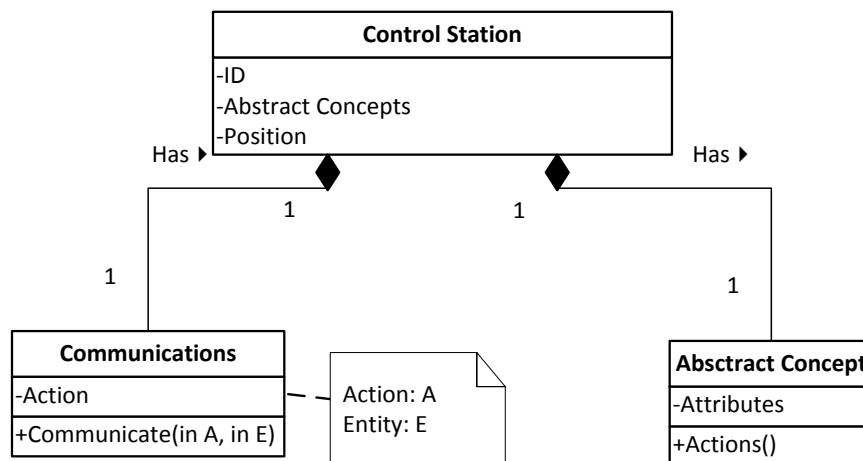 Control Station
-ID
-Abstract Concepts
-Position
Has
Has
1
1
1
1
Communications
-Action
+Communicate(in A, in E)
Action: A
Entity: E
Absctract Concept
-Attributes
+Actions()